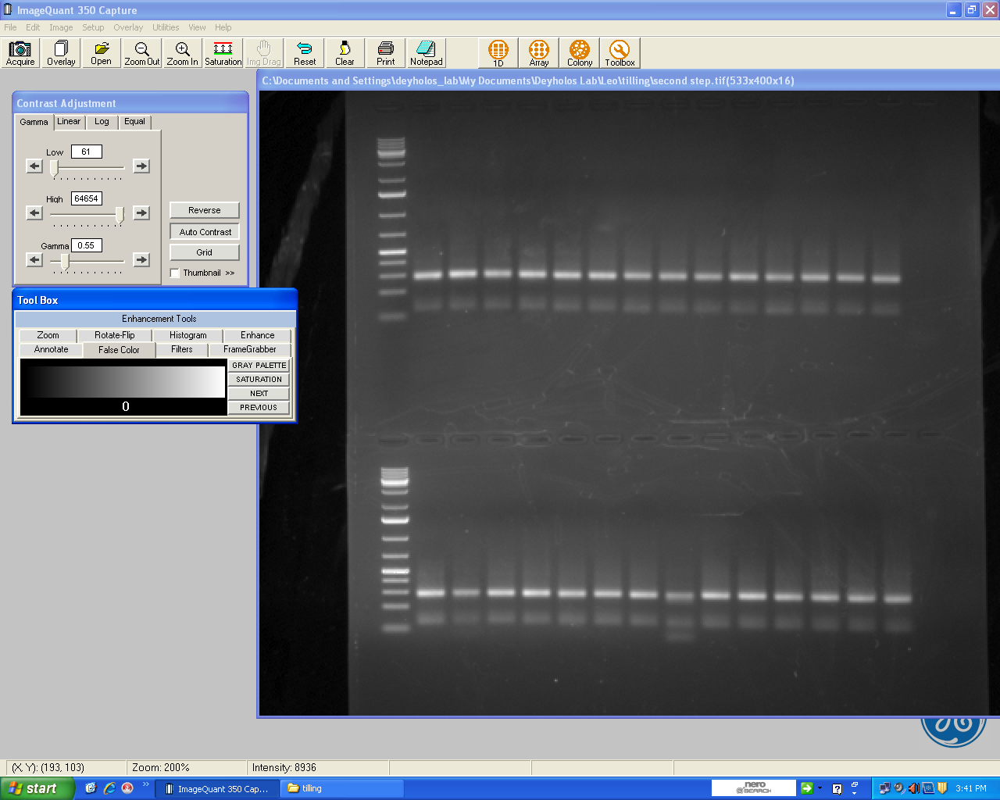 ImageQuant 350 Capture
File Edit Image Setup Overlay Utilities View Help
Acquire Overlay Open Zoom Out Zoom In Saturation Img Drag Reset Clear Print Notepad 1D Array Colony Toolbox
C:\Documents and Settings\deyholos_lab\My Documents\Deyholos Lab\Leo\tilling\second step.tif(533x400x16)
Contrast Adjustment
Gamma Linear Log Equal
Low 61
High 64654
Gamma 0.55
Reverse
Auto Contrast
Grid
Thumbnail >>
Tool Box
Enhancement Tools
Zoom Rotate-Flip Histogram Enhance
Annotate False Color Filters FrameGrabber
GRAY PALETTE
SATURATION
NEXT
PREVIOUS
0
(X, Y): (193, 103) Zoom: 200% Intensity: 8936
start ImageQuant 350 Cap... tilling nero SEARCH 3:41 PM